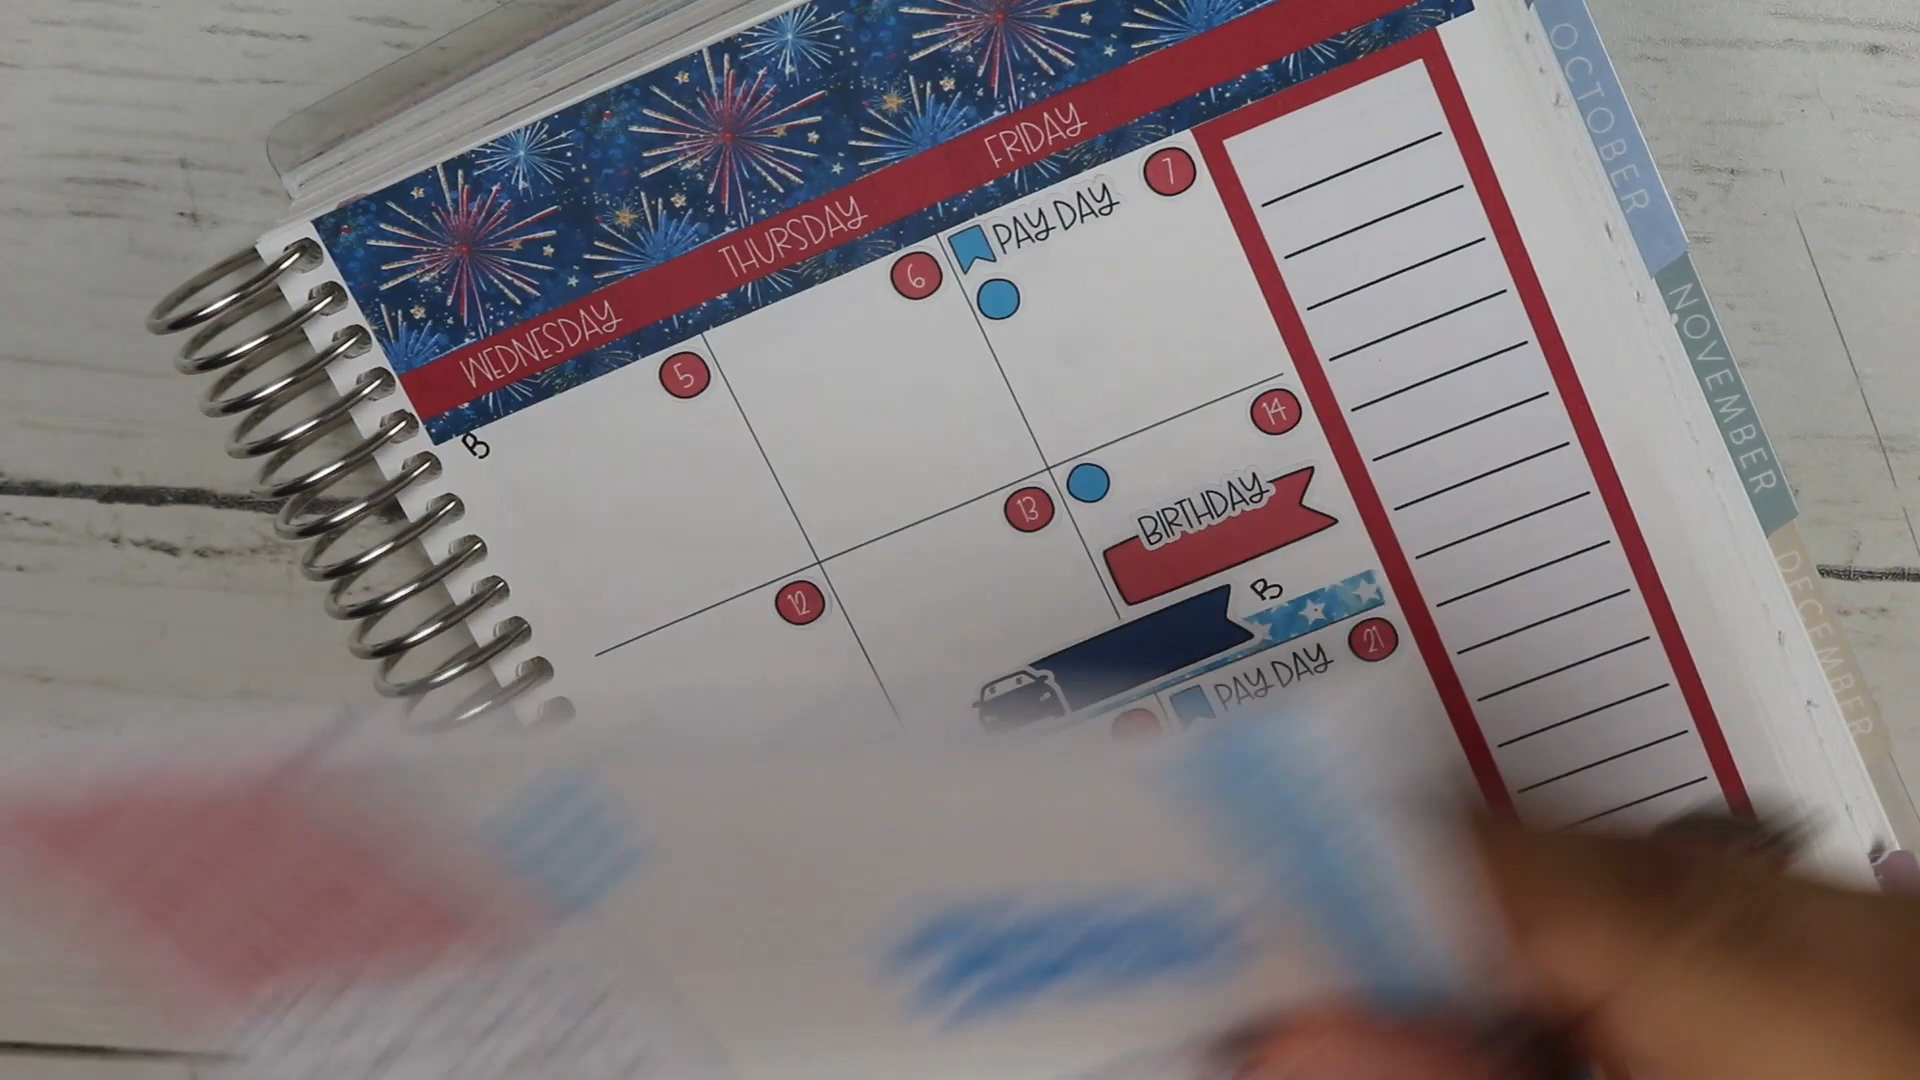 WEDNESDAY THURSDAY FRIDAY
5 6 7
PAY DAY
B
12 13 14
BIRTHDAY
B
PAY DAY 21
OCTOBER
NOVEMBER
DECEMBER